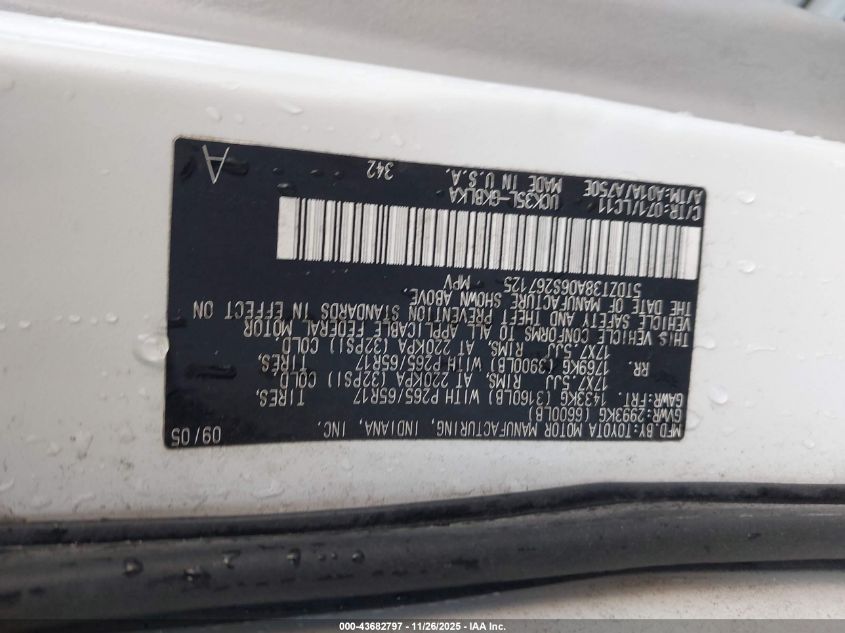 MFD. BY: TOYOTA MOTOR MANUFACTURING, INDIANA, INC. 09/05
GVWR: 2993KG (6600LB)
GAWR: FRT. 1433KG (3160LB) WITH P265/65R17 TIRES.
17X7.5JJ RIMS, AT 220KPA (32PSI) COLD
RR. 1769KG (3900LB) WITH P265/65R17 TIRES.
17X7.5JJ RIMS, AT 220KPA (32PSI) COLD.
THIS VEHICLE CONFORMS TO ALL APPLICABLE FEDERAL MOTOR
VEHICLE SAFETY AND THEFT PREVENTION STANDARDS IN EFFECT ON
THE DATE OF MANUFACTURE SHOWN ABOVE.
5TDZT38A06S267125 MPV
C/TR: 071/LC11 UCK35L-GKBLKA
A/TM: A01A/A750E MADE IN U.S.A. 342 A
000-43682797 - 11/26/2025 - IAA Inc.